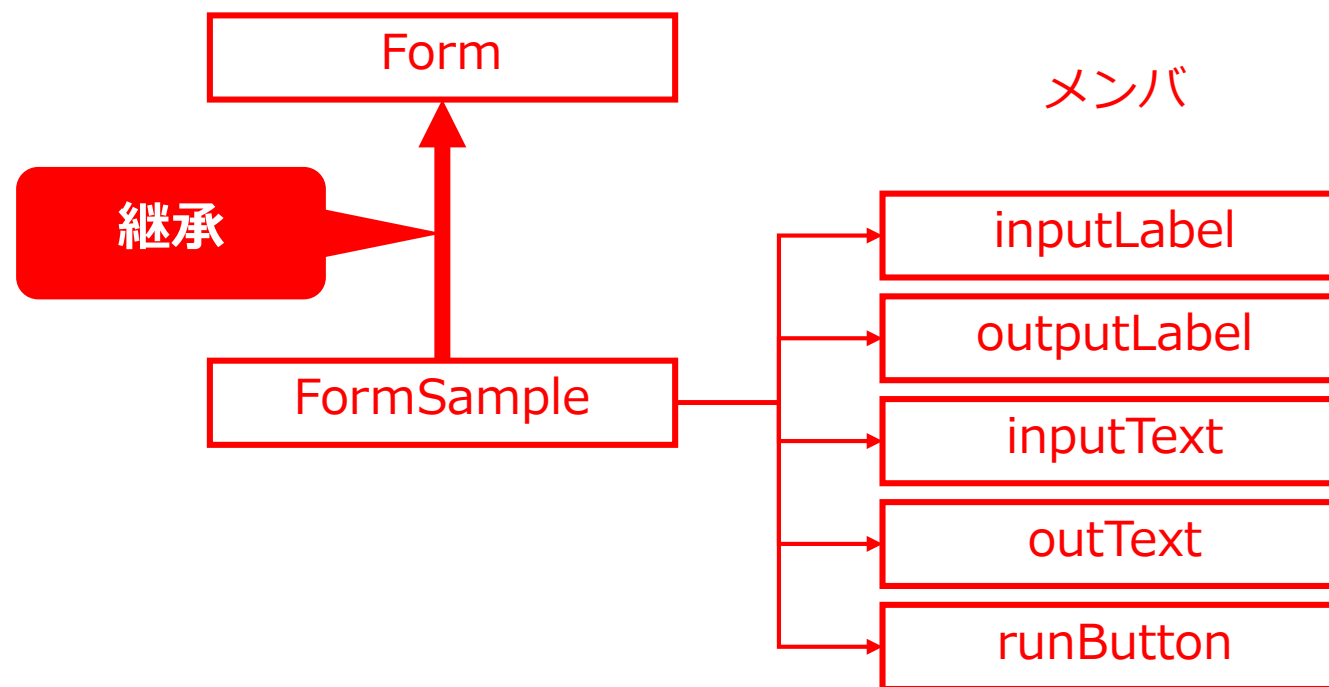 Form
メンバ
継承
inputLabel
outputLabel
FormSample
inputText
outText
runButton